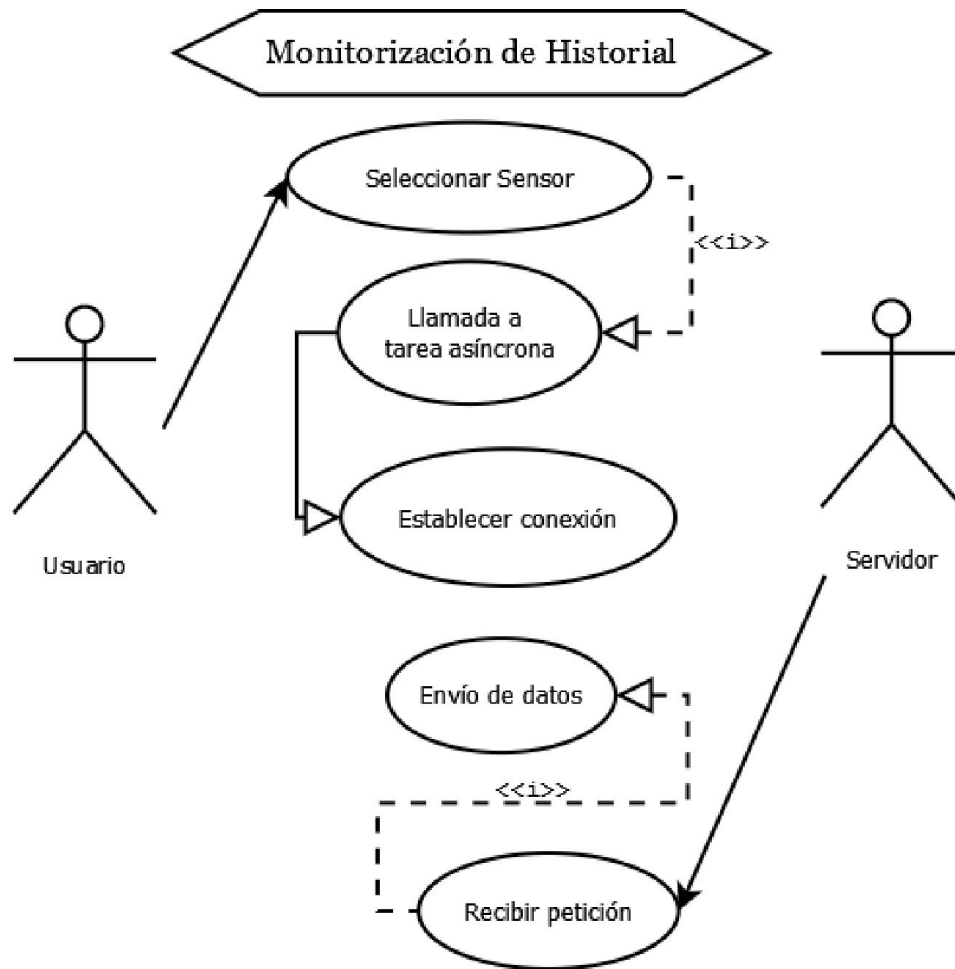 Monitorización de Historial
Seleccionar Sensor
<<i>>
Llamada a
tarea asíncrona
Establecer conexión
Usuario
Servidor
Envío de datos
<<i>>
Recibir petición